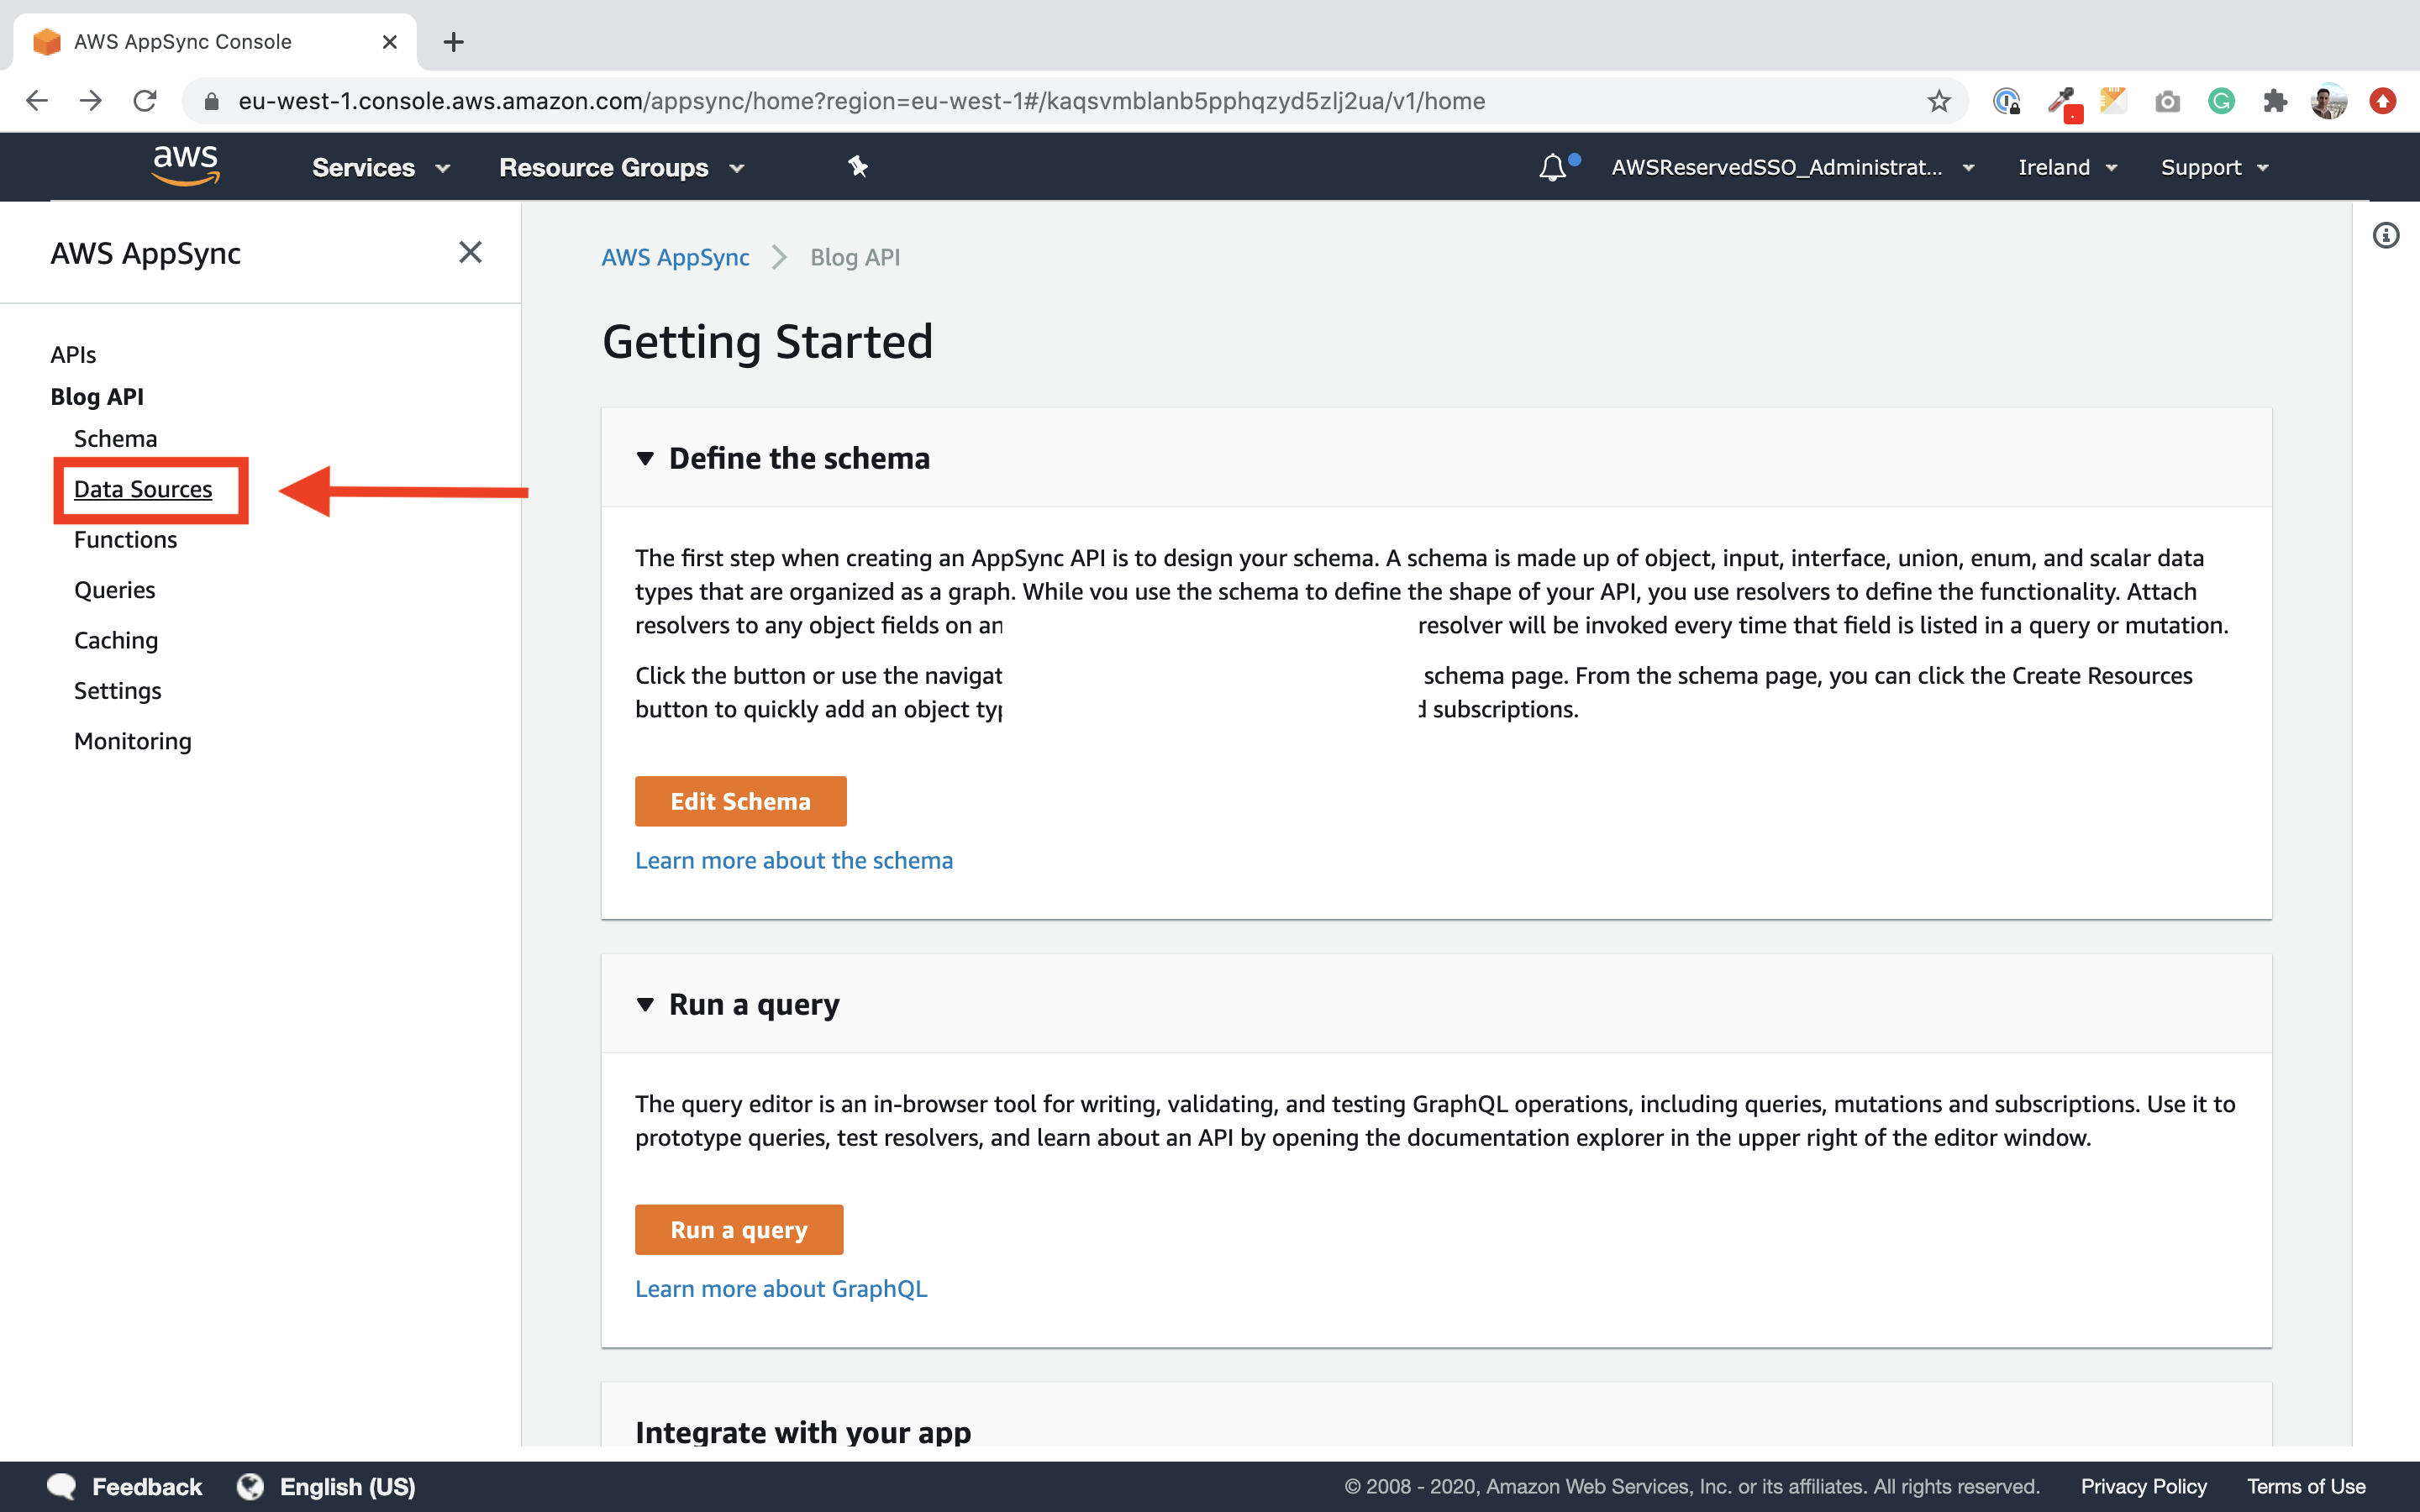 AWS AppSync Console
eu-west-1.console.aws.amazon.com/appsync/home?region=eu-west-1#/kaqsvmblanb5pphqzyd5zlj2ua/v1/home
aws
Services
Resource Groups
AWSReservedSSO_Administrat...
Ireland
Support
AWS AppSync
APIs
Blog API
Schema
Data Sources
Functions
Queries
Caching
Settings
Monitoring
AWS AppSync
Blog API
Getting Started
Define the schema
The first step when creating an AppSync API is to design your schema. A schema is made up of object, input, interface, union, enum, and scalar data
types that are organized as a graph. While you use the schema to define the shape of your API, you use resolvers to define the functionality. Attach
resolvers to any object fields on resolver will be invoked every time that field is listed in a query or mutation.
Click the button or use the schema page. From the schema page, you can click the Create Resources
button to quickly add an object subscriptions.
Edit Schema
Learn more about the schema
Run a query
The query editor is an in-browser tool for writing, validating, and testing GraphQL operations, including queries, mutations and subscriptions. Use it to
prototype queries, test resolvers, and learn about an API by opening the documentation explorer in the upper right of the editor window.
Run a query
Learn more about GraphQL
Integrate with your app
Feedback
English (US)
© 2008 - 2020, Amazon Web Services, Inc. or its affiliates. All rights reserved.
Privacy Policy
Terms of Use